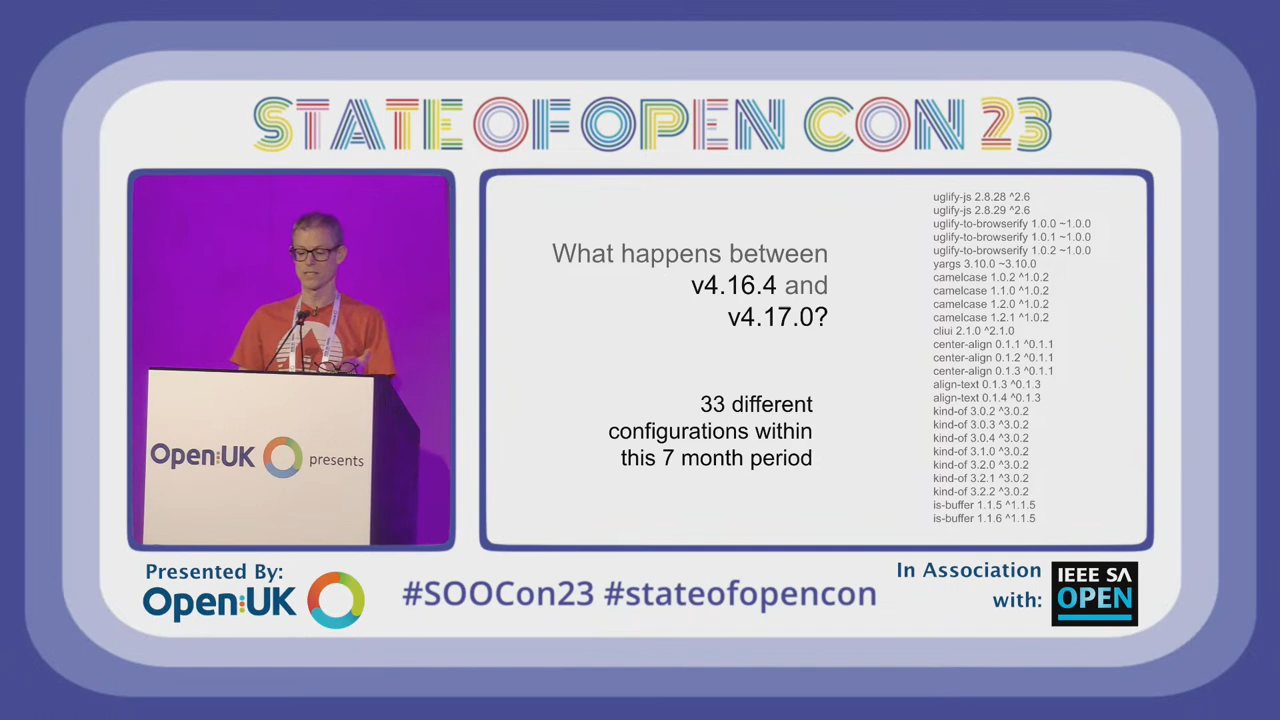 STATE OF OPEN CON 23
Open:UK presents
What happens between
v4.16.4 and
v4.17.0?
33 different
configurations within
this 7 month period
uglify-js 2.8.28 ^2.6
uglify-js 2.8.29 ^2.6
uglify-to-browserify 1.0.0 ~1.0.0
uglify-to-browserify 1.0.1 ~1.0.0
uglify-to-browserify 1.0.2 ~1.0.0
yargs 3.10.0 ~3.10.0
camelcase 1.0.2 ^1.0.2
camelcase 1.1.0 ^1.0.2
camelcase 1.2.0 ^1.0.2
camelcase 1.2.1 ^1.0.2
cliui 2.1.0 ^2.1.0
center-align 0.1.1 ^0.1.1
center-align 0.1.2 ^0.1.1
center-align 0.1.3 ^0.1.1
align-text 0.1.3 ^0.1.3
align-text 0.1.4 ^0.1.3
kind-of 3.0.2 ^3.0.2
kind-of 3.0.3 ^3.0.2
kind-of 3.0.4 ^3.0.2
kind-of 3.1.0 ^3.0.2
kind-of 3.2.0 ^3.0.2
kind-of 3.2.1 ^3.0.2
kind-of 3.2.2 ^3.0.2
is-buffer 1.1.5 ^1.1.5
is-buffer 1.1.6 ^1.1.5
Presented By:
Open:UK
#SOOCon23 #stateofopencon
In Association
with:
IEEE SA
OPEN